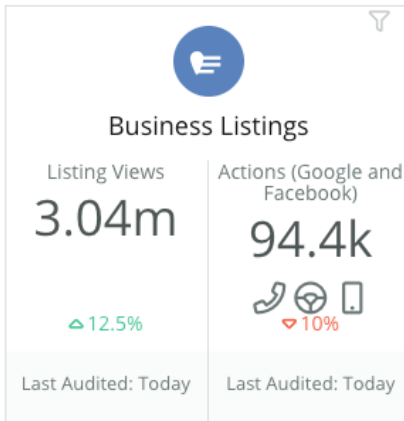 Business Listings
Listing Views
3.04m
12.5%
Last Audited: Today
Actions (Google and
Facebook)
94.4k
10%
Last Audited: Today